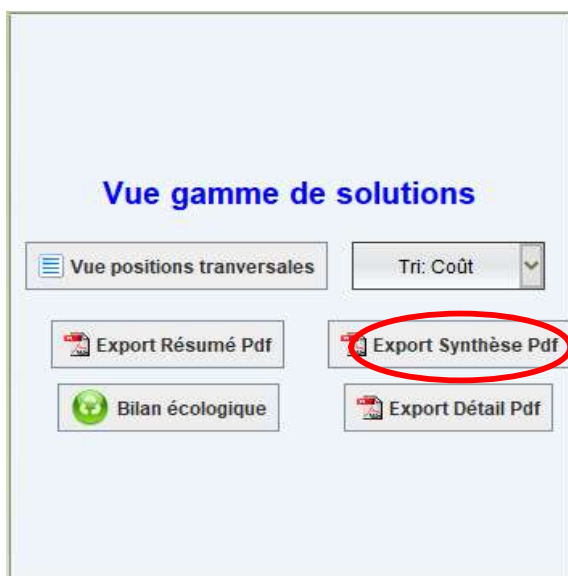 Vue gamme de solutions
Vue positions tranversales Tri: Coût
Export Résumé Pdf Export Synthèse Pdf
Bilan écologique Export Détail Pdf